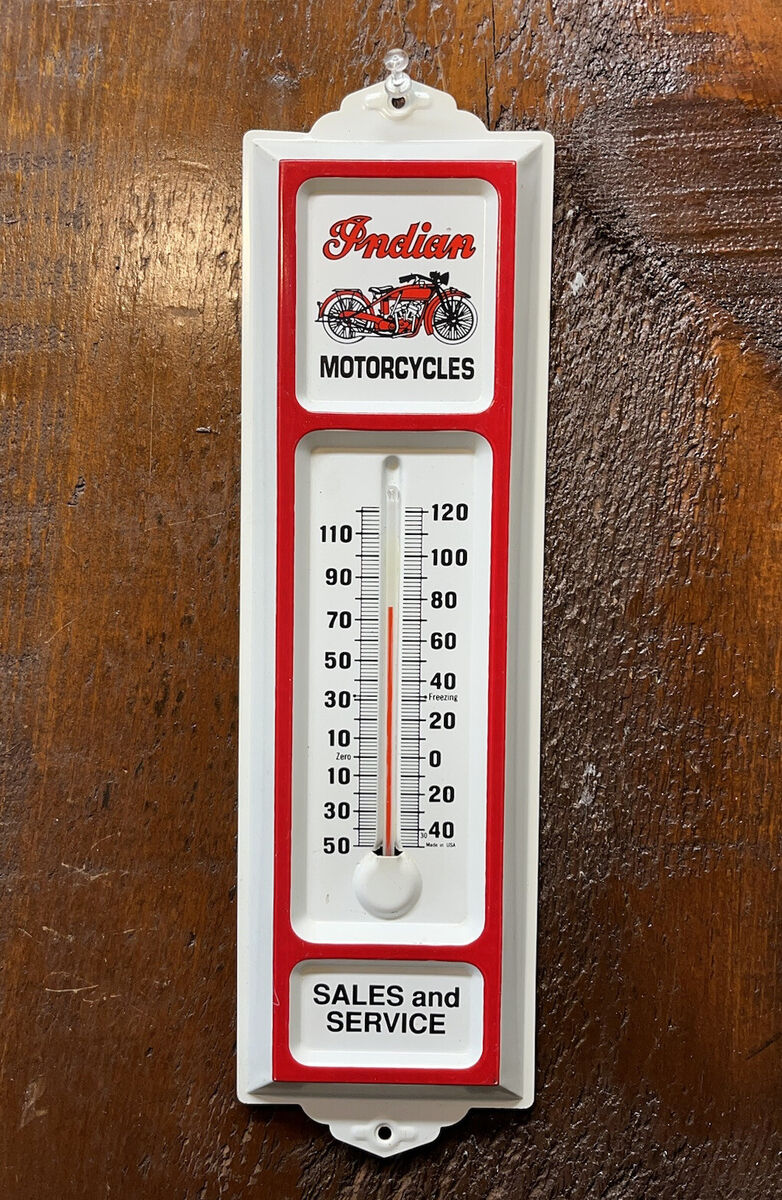 Indian
MOTORCYCLES
120
110
100
90
80
70
60
50
40
30
Freezing
20
10
Zero
0
10
20
30
30
40
50
Made in USA
SALES and
SERVICE